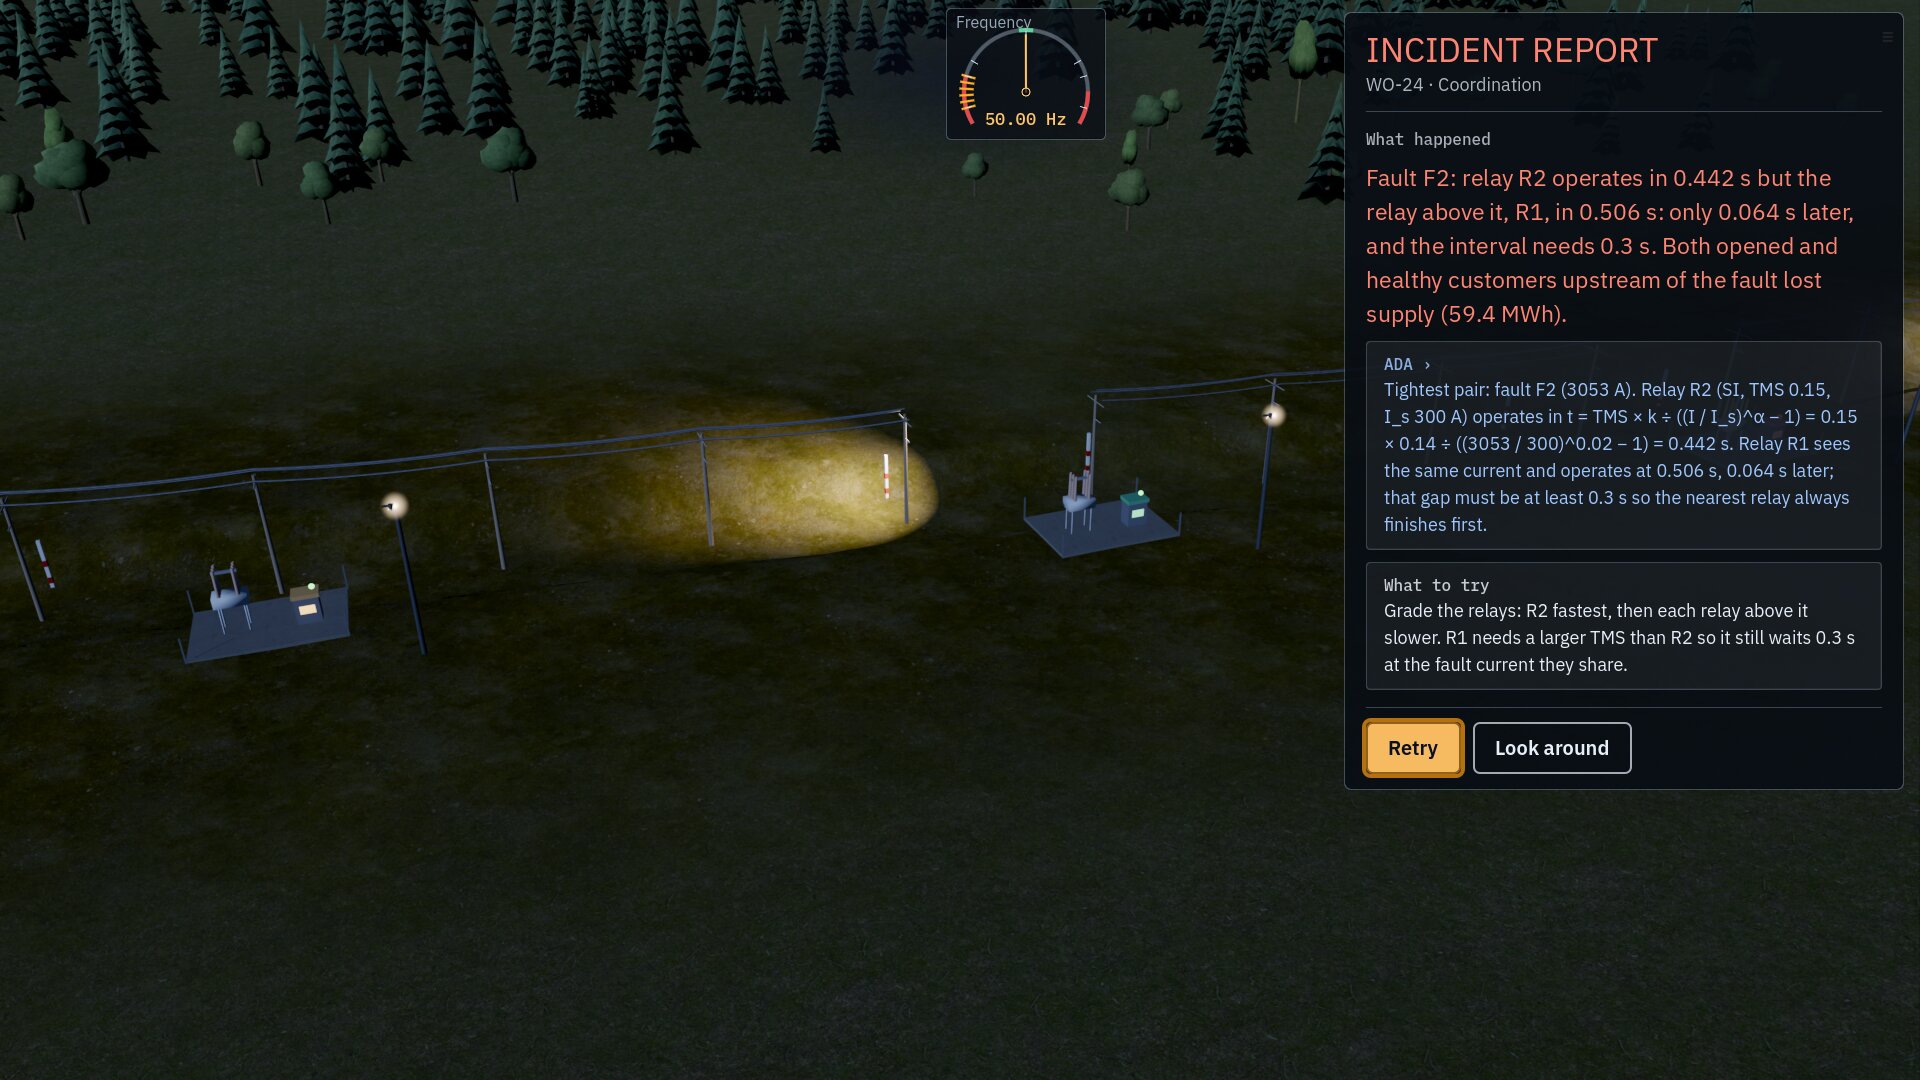 Frequency
50.00 Hz
INCIDENT REPORT
WO-24 · Coordination
What happened
Fault F2: relay R2 operates in 0.442 s but the
relay above it, R1, in 0.506 s: only 0.064 s later,
and the interval needs 0.3 s. Both opened and
healthy customers upstream of the fault lost
supply (59.4 MWh).
ADA ›
Tightest pair: fault F2 (3053 A). Relay R2 (SI, TMS 0.15,
I_s 300 A) operates in t = TMS × k ÷ ((I / I_s)^α − 1) = 0.15
× 0.14 ÷ ((3053 / 300)^0.02 − 1) = 0.442 s. Relay R1 sees
the same current and operates at 0.506 s, 0.064 s later;
that gap must be at least 0.3 s so the nearest relay always
finishes first.
What to try
Grade the relays: R2 fastest, then each relay above it
slower. R1 needs a larger TMS than R2 so it still waits 0.3 s
at the fault current they share.
Retry
Look around